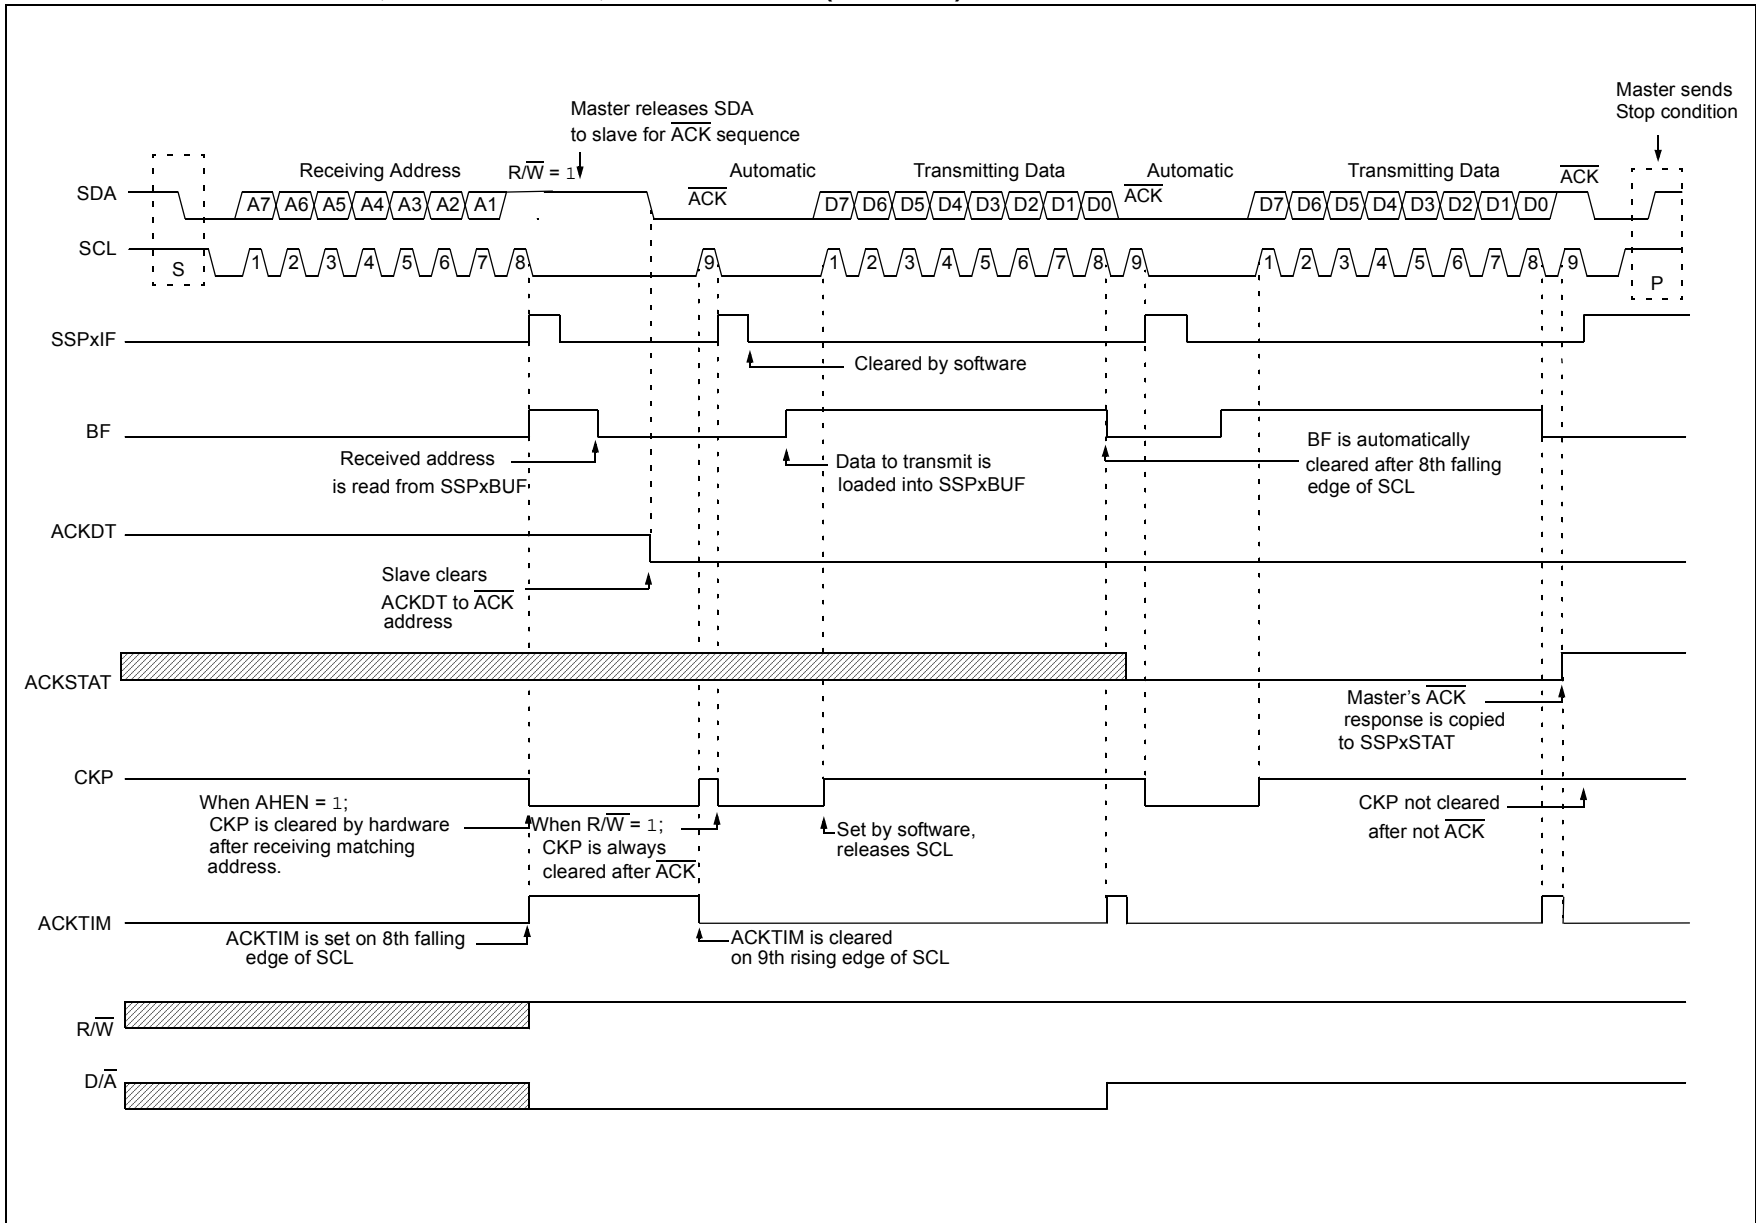 Master sends
Stop condition
Master releases SDA
to slave for A̅C̅K̅ sequence
Receiving Address R/W̅ = 1 Automatic Transmitting Data Automatic Transmitting Data A̅C̅K̅
SDA A7 A6 A5 A4 A3 A2 A1 A̅C̅K̅ D7 D6 D5 D4 D3 D2 D1 D0 A̅C̅K̅ D7 D6 D5 D4 D3 D2 D1 D0
SCL S 1 2 3 4 5 6 7 8 9 1 2 3 4 5 6 7 8 9 1 2 3 4 5 6 7 8 9 P
SSPxIF
Cleared by software
BF
Received address
is read from SSPxBUF
Data to transmit is
loaded into SSPxBUF
BF is automatically
cleared after 8th falling
edge of SCL
ACKDT
Slave clears
ACKDT to A̅C̅K̅
address
ACKSTAT
Master's A̅C̅K̅
response is copied
to SSPxSTAT
CKP
When AHEN = 1;
CKP is cleared by hardware
after receiving matching
address.
When R/W̅ = 1;
CKP is always
cleared after A̅C̅K̅
Set by software,
releases SCL
CKP not cleared
after not A̅C̅K̅
ACKTIM
ACKTIM is set on 8th falling
edge of SCL
ACKTIM is cleared
on 9th rising edge of SCL
R/W̅
D/A̅